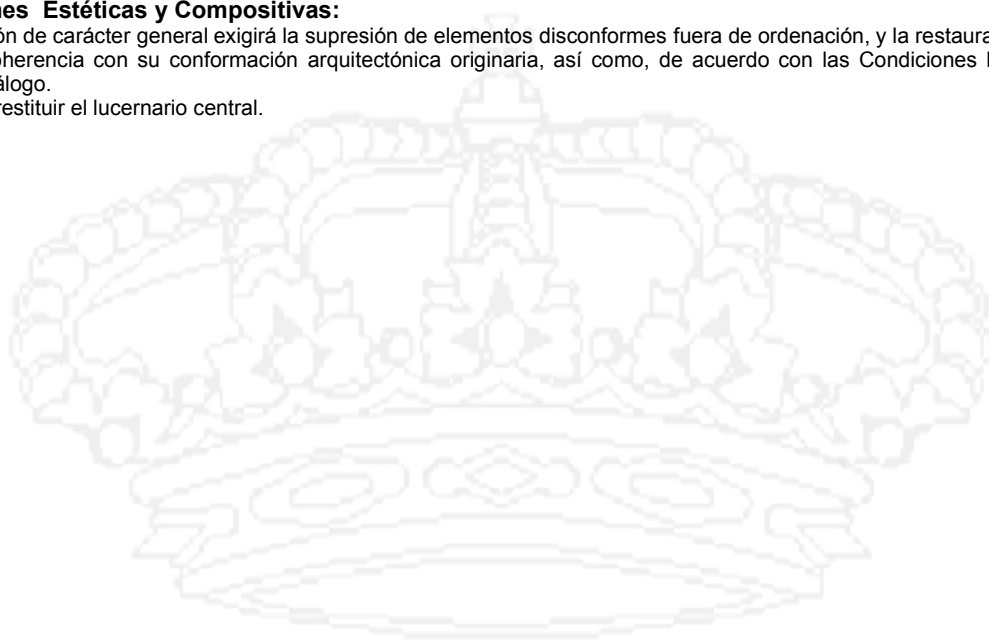 nes Estéticas y Compositivas:
ón de carácter general exigirá la supresión de elementos disconformes fuera de ordenación, y la restaura
oherencia con su conformación arquitectónica originaria, así como, de acuerdo con las Condiciones
álogo.
restituir el lucernario central.